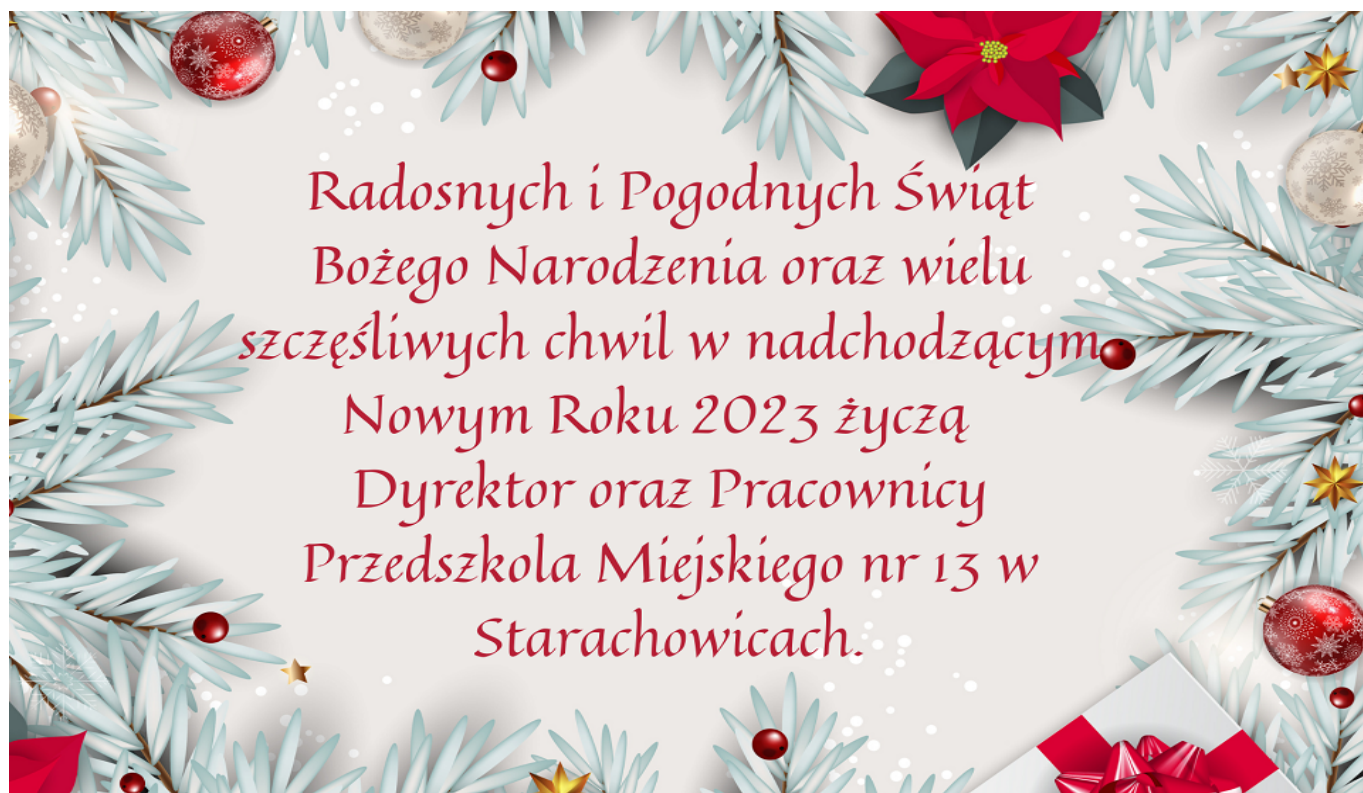 Radosnych i Pogodnych Świąt
Bożego Narodzenia oraz wielu
szczęśliwych chwil w nadchodzącym
Nowym Roku 2023 życzą
Dyrektor oraz Pracownicy
Przedszkola Miejskiego nr 13 w
Starachowicach.